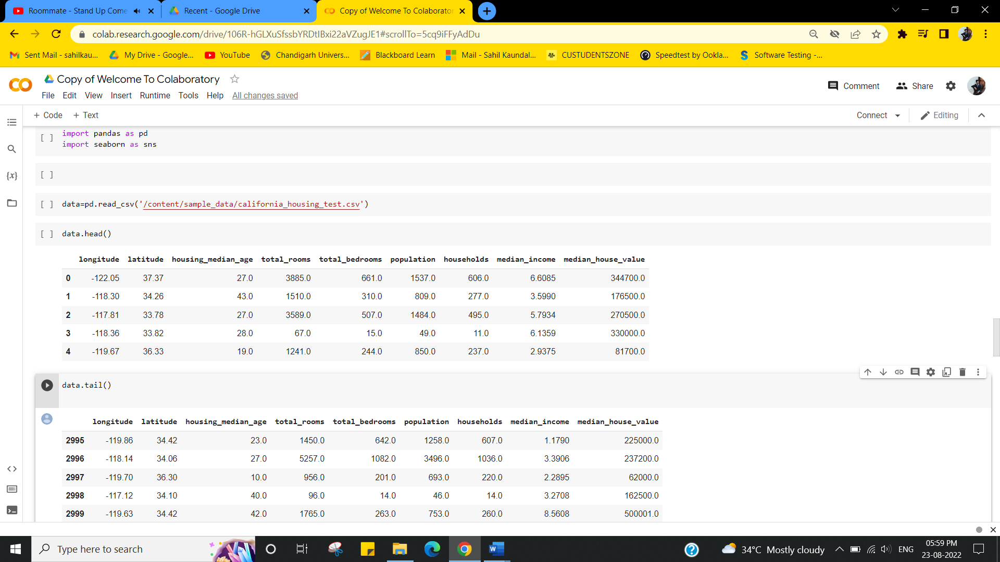 Roommate - Stand Up Come
Recent - Google Drive
Copy of Welcome To Colaborator
colab.research.google.com/drive/106R-hGLXuSfssbYRDtIBxi22aVZugJE1#scrollTo=5cq9iFFyAdDu
Sent Mail - sahilkau... My Drive - Google... YouTube Chandigarh Univers... Blackboard Learn Mail - Sahil Kaundal... CUSTUDENTSZONE Speedtest by Ookla... Software Testing -...
Copy of Welcome To Colaboratory
Comment Share
File Edit View Insert Runtime Tools Help All changes saved
+ Code + Text Connect Editing
[ ] import pandas as pd
import seaborn as sns
[ ]
[ ] data=pd.read_csv('/content/sample_data/california_housing_test.csv')
[ ] data.head()
longitude latitude housing_median_age total_rooms total_bedrooms population households median_income median_house_value
0 -122.05 37.37 27.0 3885.0 661.0 1537.0 606.0 6.6085 344700.0
1 -118.30 34.26 43.0 1510.0 310.0 809.0 277.0 3.5990 176500.0
2 -117.81 33.78 27.0 3589.0 507.0 1484.0 495.0 5.7934 270500.0
3 -118.36 33.82 28.0 67.0 15.0 49.0 11.0 6.1359 330000.0
4 -119.67 36.33 19.0 1241.0 244.0 850.0 237.0 2.9375 81700.0
data.tail()
longitude latitude housing_median_age total_rooms total_bedrooms population households median_income median_house_value
2995 -119.86 34.42 23.0 1450.0 642.0 1258.0 607.0 1.1790 225000.0
2996 -118.14 34.06 27.0 5257.0 1082.0 3496.0 1036.0 3.3906 237200.0
2997 -119.70 36.30 10.0 956.0 201.0 693.0 220.0 2.2895 62000.0
2998 -117.12 34.10 40.0 96.0 14.0 46.0 14.0 3.2708 162500.0
2999 -119.63 34.42 42.0 1765.0 263.0 753.0 260.0 8.5608 500001.0
Type here to search
34°C Mostly cloudy
ENG
05:59 PM
23-08-2022